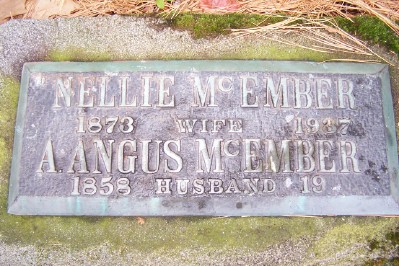 NELLIE McEMBER
1873 WIFE 1937
A. ANGUS McEMBER
1858 HUSBAND 19